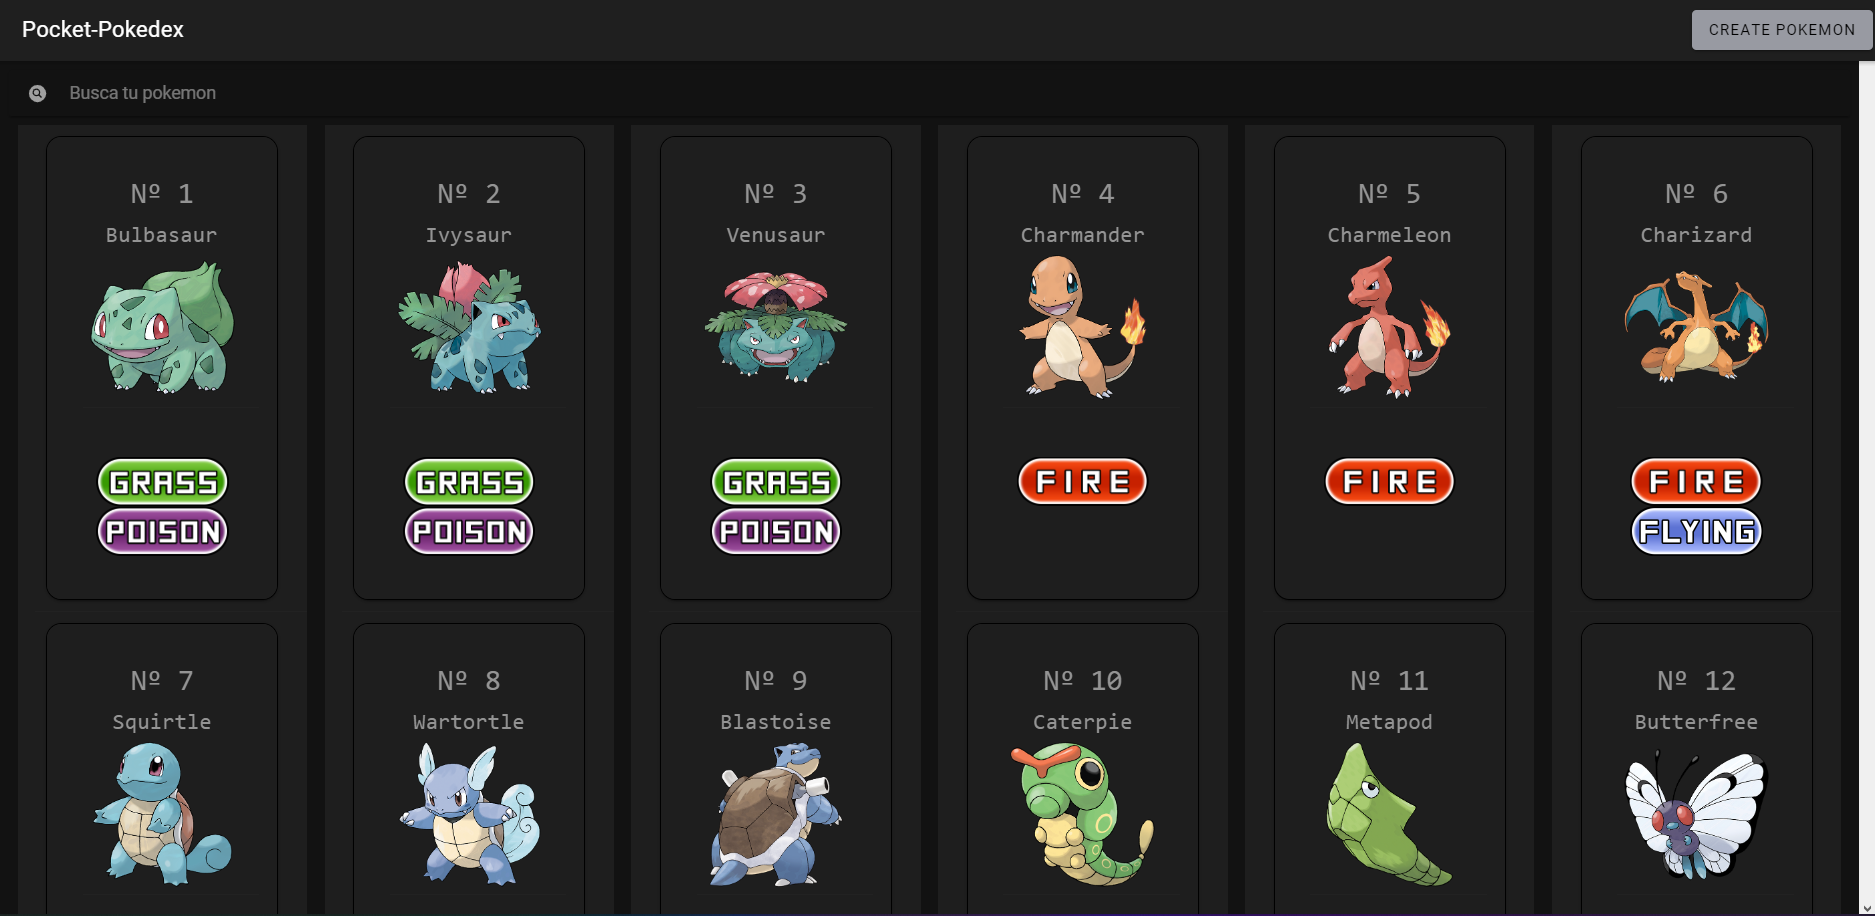 Pocket-Pokedex
CREATE POKEMON
Busca tu pokemon
Nº 1
Bulbasaur
GRASS
POISON
Nº 2
Ivysaur
GRASS
POISON
Nº 3
Venusaur
GRASS
POISON
Nº 4
Charmander
FIRE
Nº 5
Charmeleon
FIRE
Nº 6
Charizard
FIRE
FLYING
Nº 7
Squirtle
Nº 8
Wartortle
Nº 9
Blastoise
Nº 10
Caterpie
Nº 11
Metapod
Nº 12
Butterfree